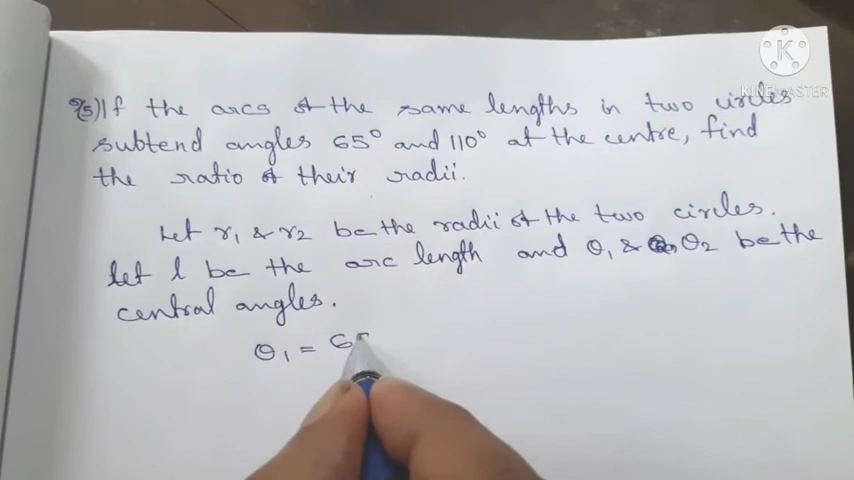 Q5) If the arcs of the same lengths in two circles
subtend angles 65° and 110° at the centre, find
the ratio of their radii.
Let r1 & r2 be the radii of the two circles.
let l be the arc length and θ1 & θ2 be the
central angles.
θ1 = 65
K
KINEMASTER